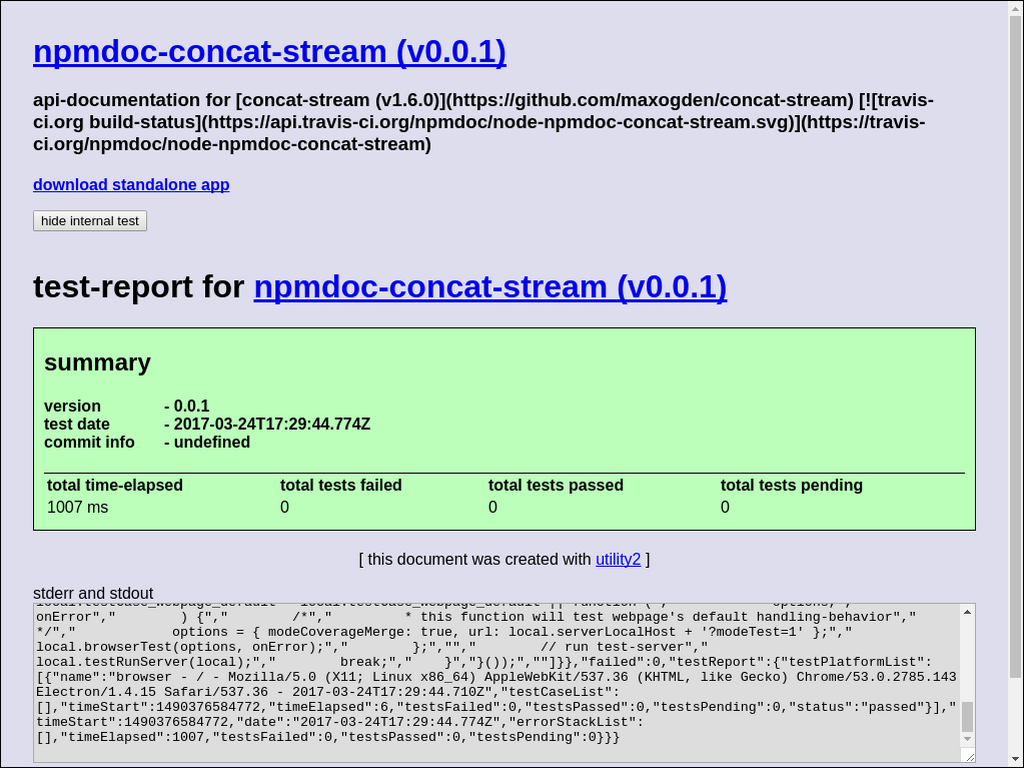 npmdoc-concat-stream (v0.0.1)
api-documentation for [concat-stream (v1.6.0)](https://github.com/maxogden/concat-stream) [![travis-
ci.org build-status](https://api.travis-ci.org/npmdoc/node-npmdoc-concat-stream.svg)](https://travis-
ci.org/npmdoc/node-npmdoc-concat-stream)
download standalone app
hide internal test
test-report for npmdoc-concat-stream (v0.0.1)
summary
version - 0.0.1
test date - 2017-03-24T17:29:44.774Z
commit info - undefined
total time-elapsed total tests failed total tests passed total tests pending
1007 ms 0 0 0
[ this document was created with utility2 ]
stderr and stdout
onError","        ) {","        /*","         * this function will test webpage's default handling-behavior","
*/","            options = { modeCoverageMerge: true, url: local.serverLocalHost + '?modeTest=1' };","
local.browserTest(options, onError);","        };","","        // run test-server","
local.testRunServer(local);","        break;","    }","}());",""]}},"failed":0,"testReport":{"testPlatformList":
[{"name":"browser - / - Mozilla/5.0 (X11; Linux x86_64) AppleWebKit/537.36 (KHTML, like Gecko) Chrome/53.0.2785.143
Electron/1.4.15 Safari/537.36 - 2017-03-24T17:29:44.710Z","testCaseList":
[],"timeStart":1490376584772,"timeElapsed":6,"testsFailed":0,"testsPassed":0,"testsPending":0,"status":"passed"}],"
timeStart":1490376584772,"date":"2017-03-24T17:29:44.774Z","errorStackList":
[],"timeElapsed":1007,"testsFailed":0,"testsPassed":0,"testsPending":0}}}